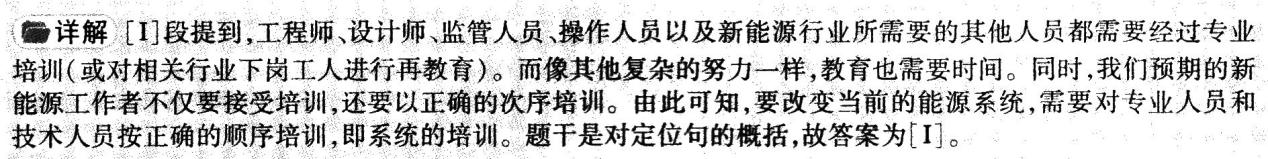 详解 [I]段提到,工程师、设计师、监管人员、操作人员以及新能源行业所需要的其他人员都需要经过专业
培训(或对相关行业下岗工人进行再教育)。而像其他复杂的努力一样,教育也需要时间。同时,我们预期的新
能源工作者不仅要接受培训,还要以正确的次序培训。由此可知,要改变当前的能源系统,需要对专业人员和
技术人员按正确的顺序培训,即系统的培训。题干是对定位句的概括,故答案为[I]。